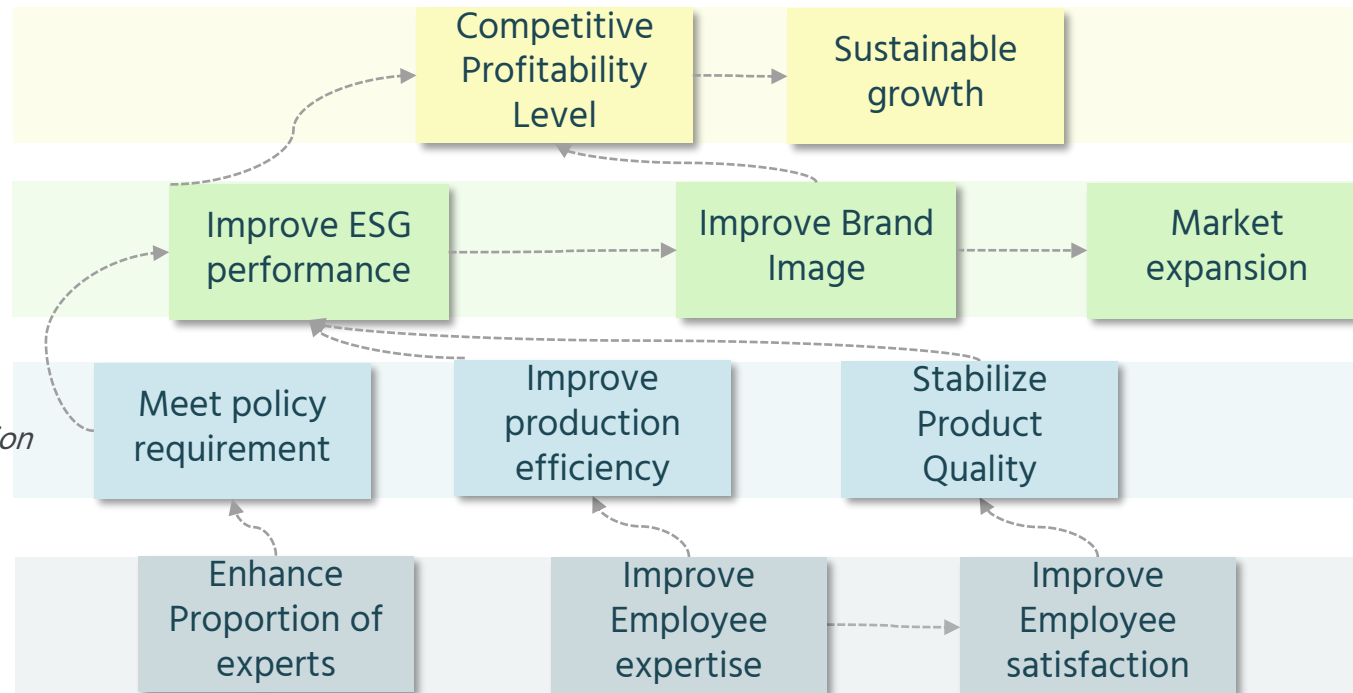 Competitive
Profitability
Level
Sustainable
growth
Improve ESG
performance
Improve Brand
Image
Market
expansion
Meet policy
requirement
Improve
production
efficiency
Stabilize
Product
Quality
Enhance
Proportion of
experts
Improve
Employee
expertise
Improve
Employee
satisfaction